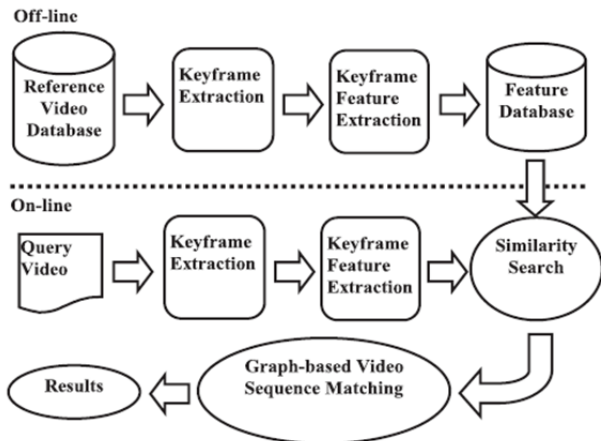 Off-line
Reference
Video
Database
Keyframe
Extraction
Keyframe
Feature
Extraction
Feature
Database
On-line
Query
Video
Keyframe
Extraction
Keyframe
Feature
Extraction
Similarity
Search
Graph-based Video
Sequence Matching
Results